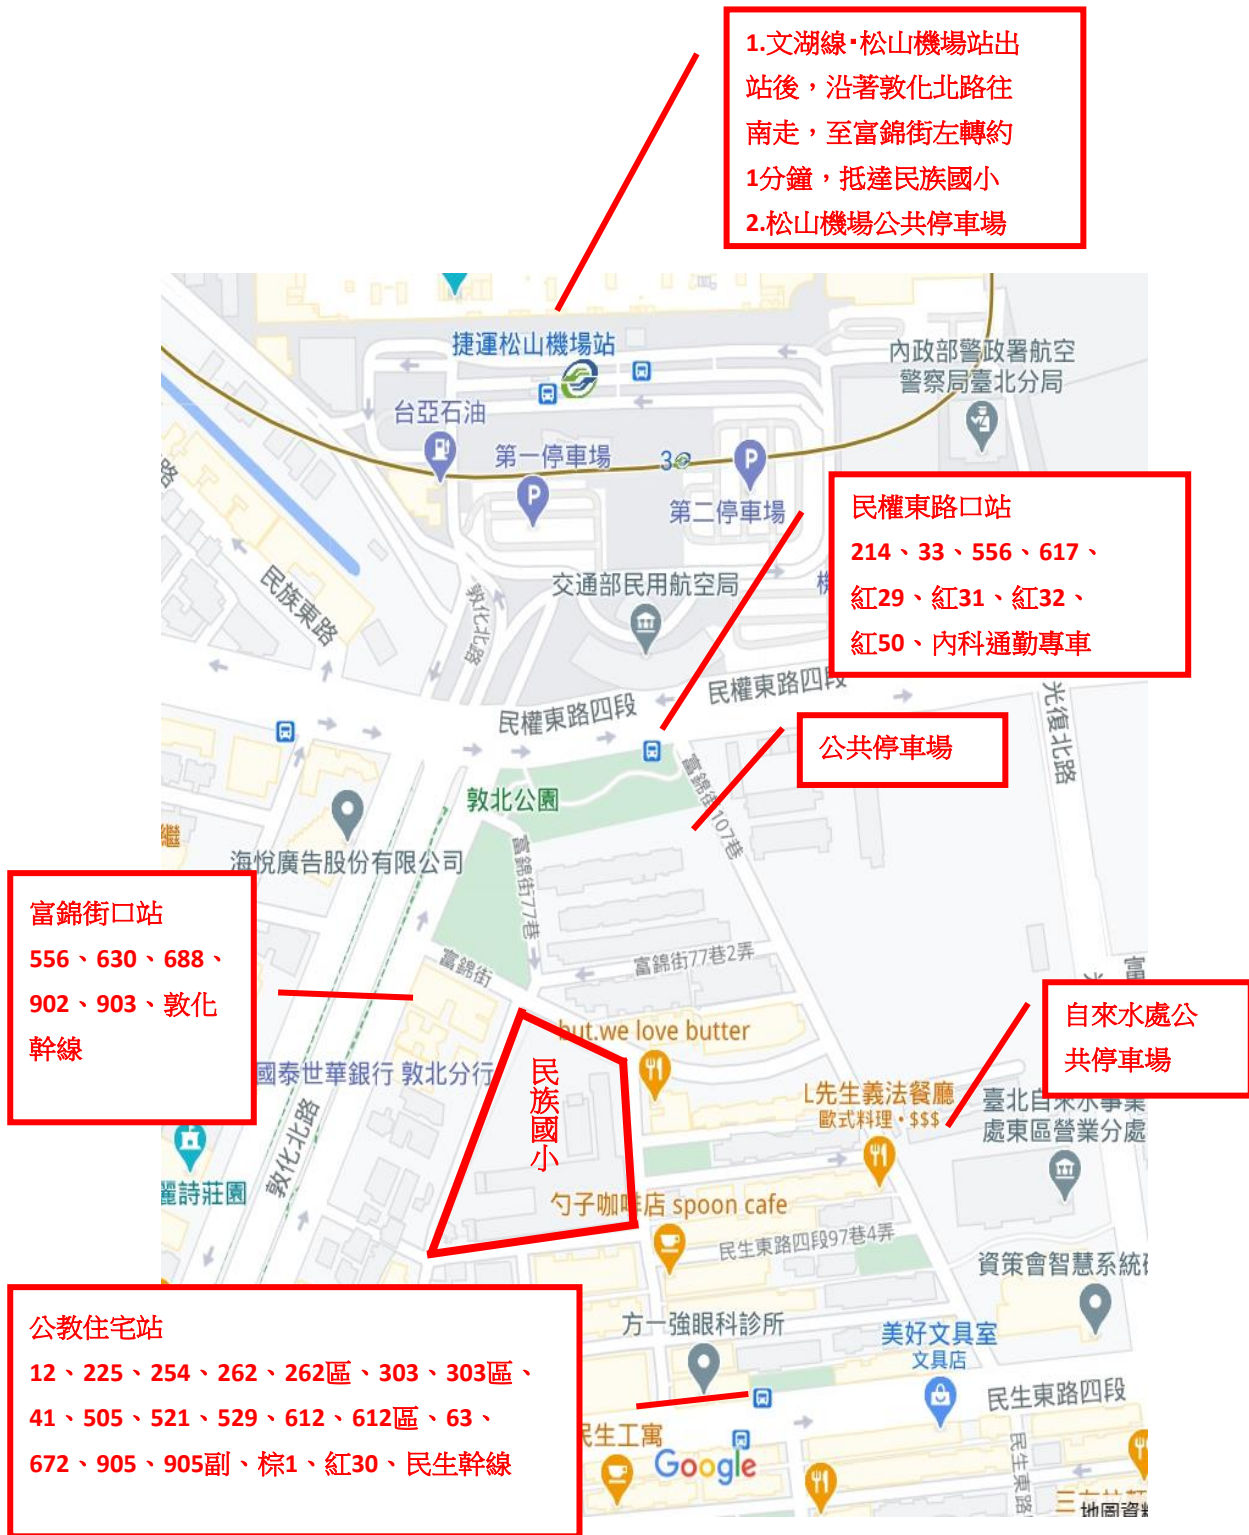 1.文湖線·松山機場站出
站後，沿著敦化北路往
南走，至富錦街左轉約
1分鐘，抵達民族國小
2.松山機場公共停車場
捷運松山機場站
內政部警政署航空
警察局臺北分局
台亞石油
第一停車場
3
第二停車場
路
民權東路口站
214、33、556、617、
紅29、紅31、紅32、
紅50、內科通勤專車
交通部民用航空局
民族東路
敦化北路
民權東路四段
民權東路四段
光復北路
公共停車場
敦北公園
富錦街107巷
富錦街77巷
海悅廣告股份有限公司
富錦街口站
556、630、688、
902、903、敦化
幹線
富錦街
富錦街77巷2弄
富
自來水處公
共停車場
but.we love butter
國泰世華銀行 敦北分行
民族國小
L先生義法餐廳
歐式料理·$$$
臺北自來水事業
處東區營業分處
敦化北路
麗詩莊園
勺子咖啡店 spoon cafe
民生東路四段97巷4弄
資策會智慧系統
公教住宅站
12、225、254、262、262區、303、303區、
41、505、521、529、612、612區、63、
672、905、905副、棕1、紅30、民生幹線
方一強眼科診所
美好文具室
文具店
民生東路四段
民生工寓
民生東路
Google
地圖資料